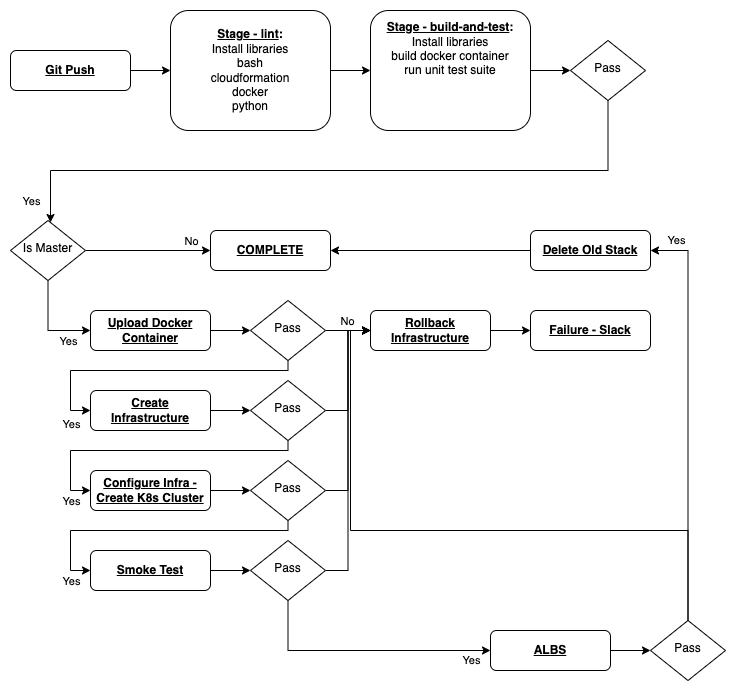 Git Push
Stage - lint:
Install libraries
bash
cloudformation
docker
python
Stage - build-and-test:
Install libraries
build docker container
run unit test suite
Pass
Yes
Is Master
No
COMPLETE
Delete Old Stack
Yes
Yes
Upload Docker
Container
Pass
No
Rollback
Infrastructure
Failure - Slack
Yes
Create
Infrastructure
Pass
Yes
Configure Infra -
Create K8s Cluster
Pass
Yes
Smoke Test
Pass
Yes
ALBS
Pass